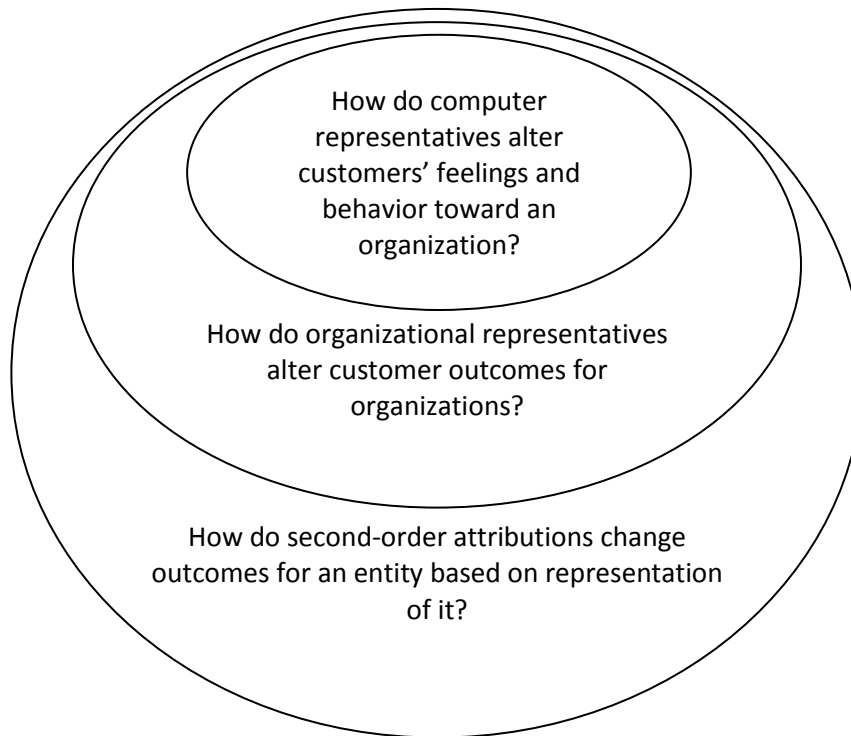 How do computer
representatives alter
customers’ feelings and
behavior toward an
organization?
How do organizational representatives
alter customer outcomes for
organizations?
How do second-order attributions change
outcomes for an entity based on representation
of it?